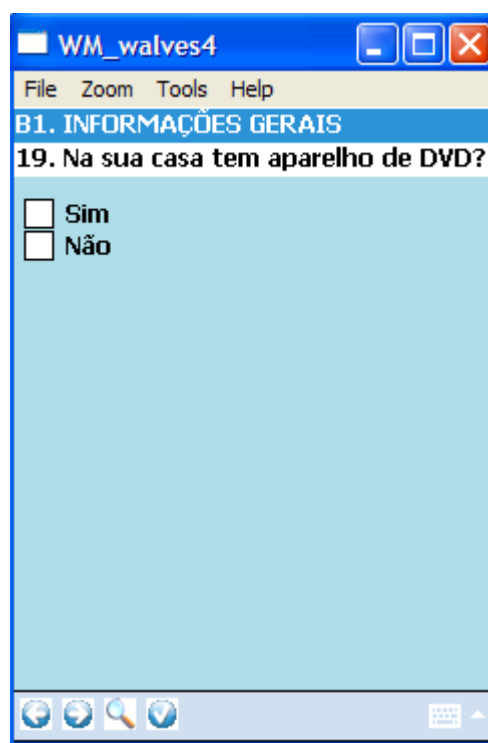 WM_walves4
File Zoom Tools Help
B1. INFORMAÇÕES GERAIS
19. Na sua casa tem aparelho de DVD?
Sim
Não